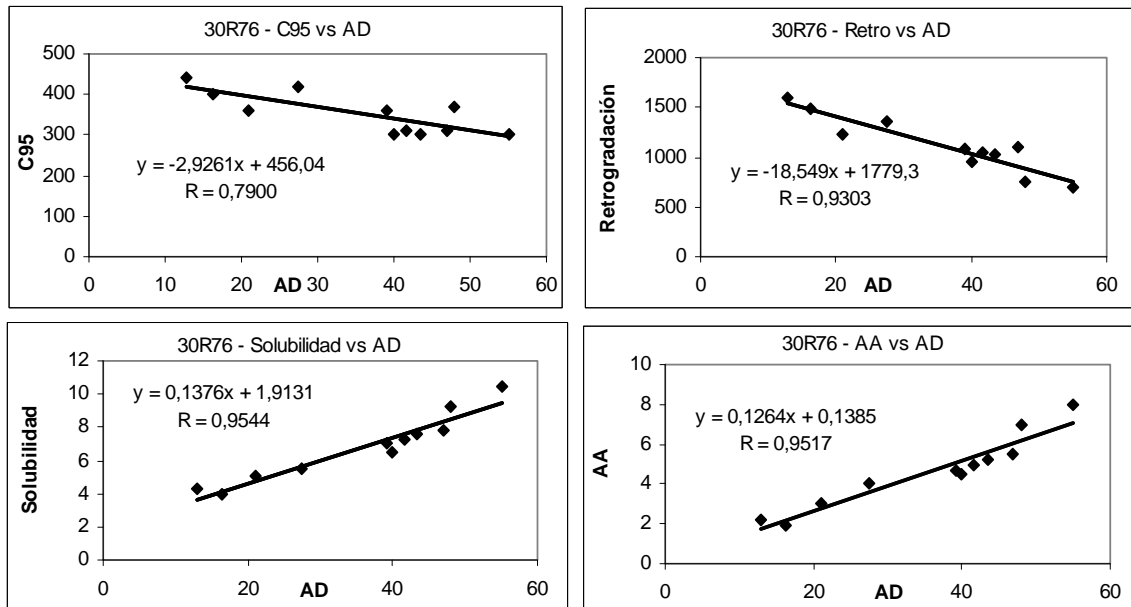 30R76 - C95 vs AD
500
400
300
200
100
0
C95
y = -2,9261x + 456,04
R = 0,7900
0 10 20 30 40 50 60
AD
30R76 - Retro vs AD
2000
1500
1000
500
0
Retrogradación
y = -18,549x + 1779,3
R = 0,9303
0 20 40 60
AD
30R76 - Solubilidad vs AD
12
10
8
6
4
2
0
Solubilidad
y = 0,1376x + 1,9131
R = 0,9544
0 20 40 60
AD
30R76 - AA vs AD
10
8
6
4
2
0
AA
y = 0,1264x + 0,1385
R = 0,9517
0 20 40 60
AD